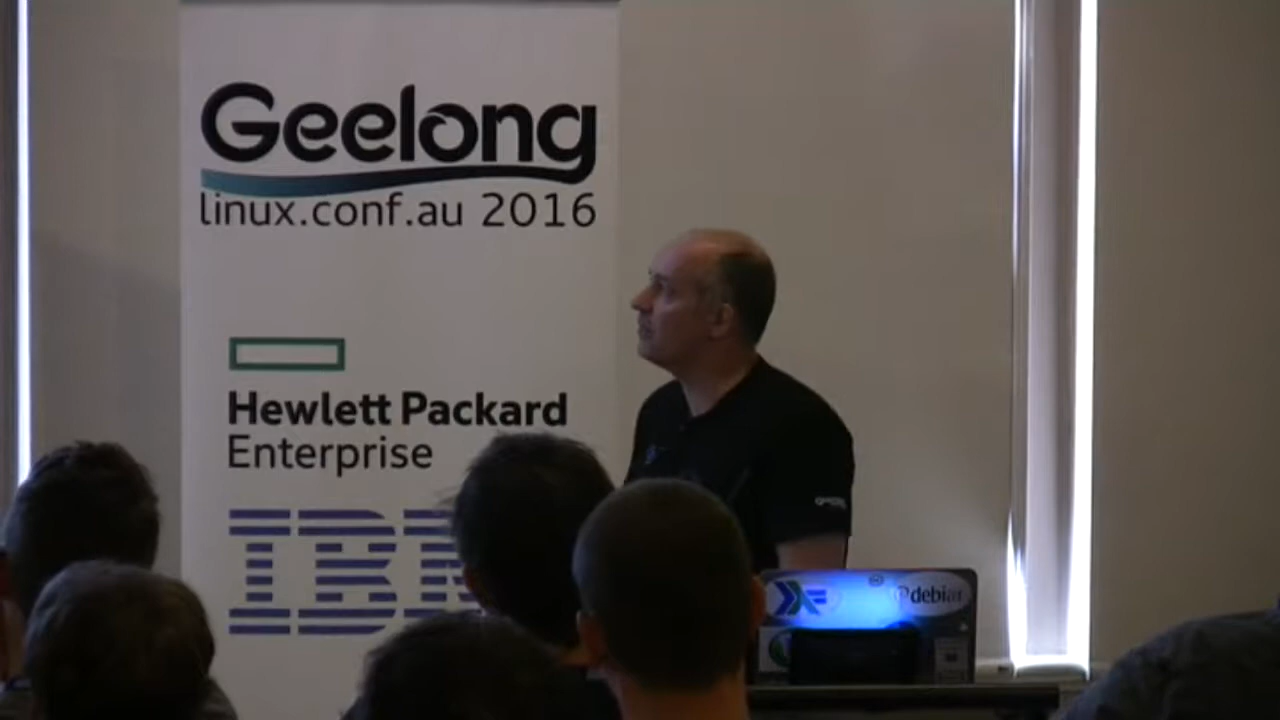 Geelong
linux.conf.au 2016
Hewlett Packard
Enterprise
IBM
debian